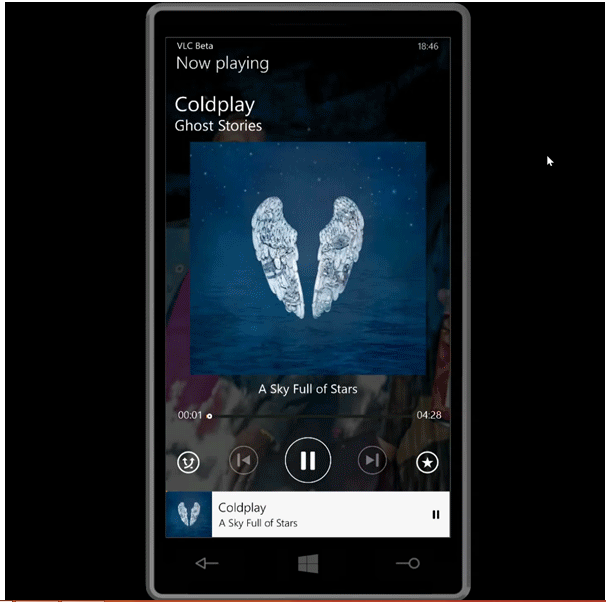 VLC Beta 18:46
Now playing
Coldplay
Ghost Stories
A Sky Full of Stars
00:01 04:28
Coldplay
A Sky Full of Stars